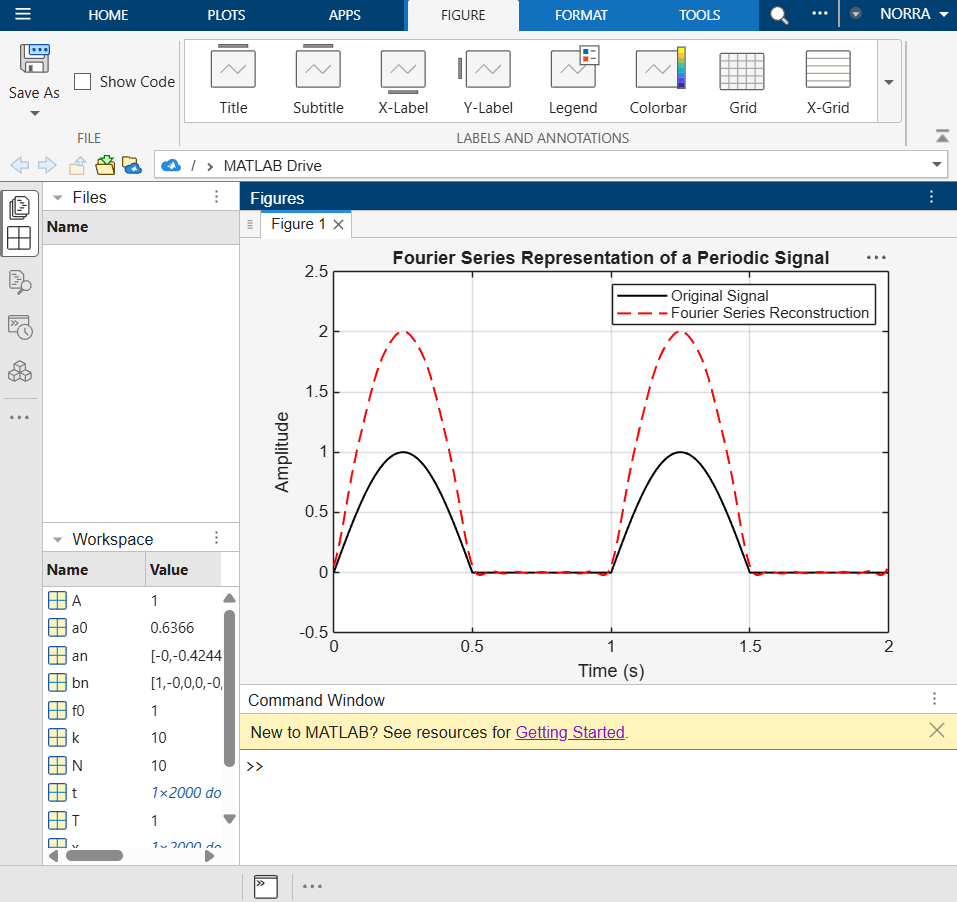 HOME PLOTS APPS FIGURE FORMAT TOOLS NORRA
Save As
Show Code
FILE
Title Subtitle X-Label Y-Label Legend Colorbar Grid X-Grid
LABELS AND ANNOTATIONS
/ MATLAB Drive
Files
Name
Figures
Figure 1
Fourier Series Representation of a Periodic Signal
Original Signal
Fourier Series Reconstruction
2.5
2
1.5
1
0.5
0
-0.5
Amplitude
0 0.5 1 1.5 2
Time (s)
Workspace
Name Value
A 1
a0 0.6366
an [-0,-0.4244
bn [1,-0,0,0,-0,
f0 1
k 10
N 10
t 1×2000 do
T 1
x 1×2000 do
Command Window
New to MATLAB? See resources for Getting Started.
>>